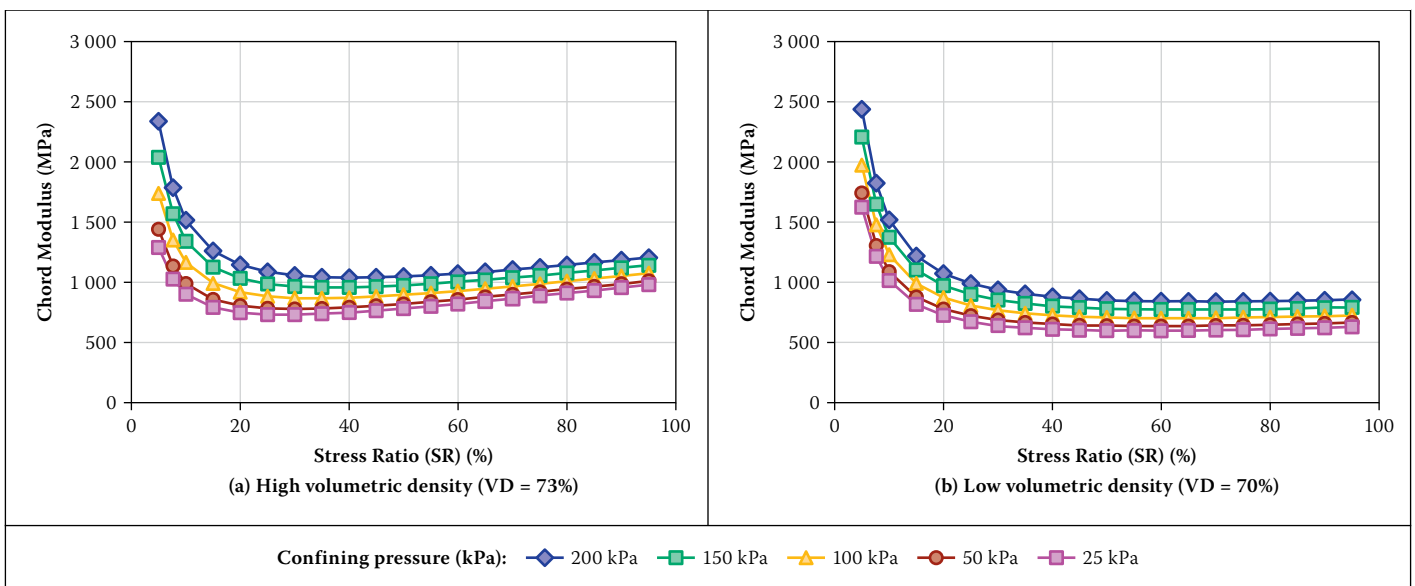 3 000
2 500
2 000
1 500
1 000
500
0
Chord Modulus (MPa)
0 20 40 60 80 100
Stress Ratio (SR) (%)
(a) High volumetric density (VD = 73%)
3 000
2 500
2 000
1 500
1 000
500
0
Chord Modulus (MPa)
0 20 40 60 80 100
Stress Ratio (SR) (%)
(b) Low volumetric density (VD = 70%)
Confining pressure (kPa): 200 kPa 150 kPa 100 kPa 50 kPa 25 kPa